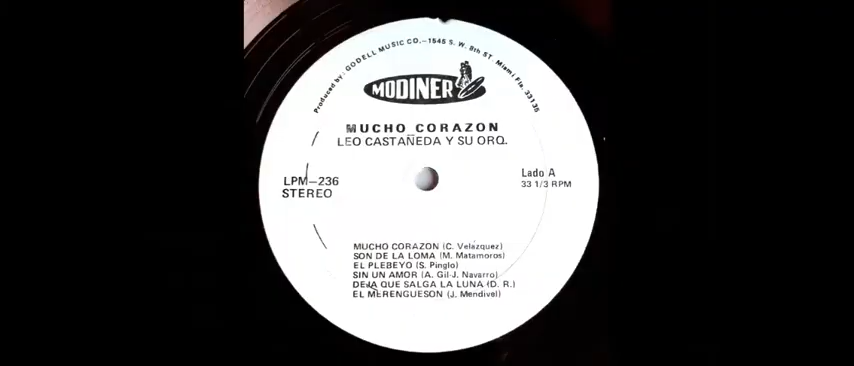 Produced by: GODELL MUSIC CO.—1545 S. W. 8th ST. Miami Fla. 33135
MODINER
MUCHO CORAZON
LEO CASTAÑEDA Y SU ORQ.
LPM—236
STEREO
Lado A
33 1/3 RPM
MUCHO CORAZON (C. Velázquez)
SON DE LA LOMA (M. Matamoros)
EL PLEBEYO (S. Pinglo)
SIN UN AMOR (A. Gil-J. Navarro)
DEJA QUE SALGA LA LUNA (D. R.)
EL MERENGUESON (J. Mendivel)